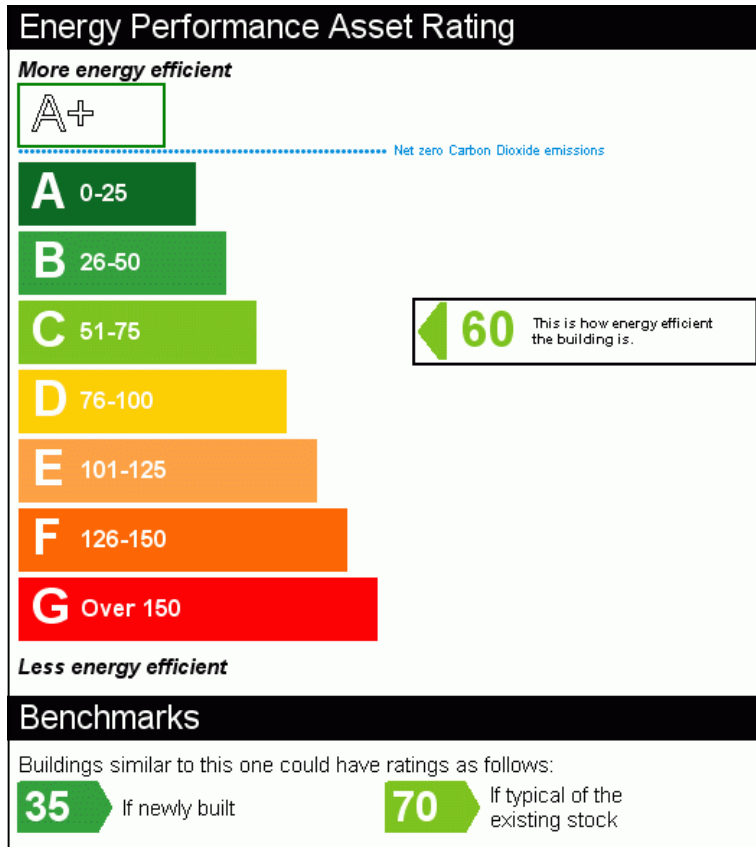 Energy Performance Asset Rating
More energy efficient
A+
Net zero Carbon Dioxide emissions
A 0-25
B 26-50
C 51-75
60 This is how energy efficient
the building is.
D 76-100
E 101-125
F 126-150
G Over 150
Less energy efficient
Benchmarks
Buildings similar to this one could have ratings as follows:
35 If newly built
70 If typical of the
existing stock